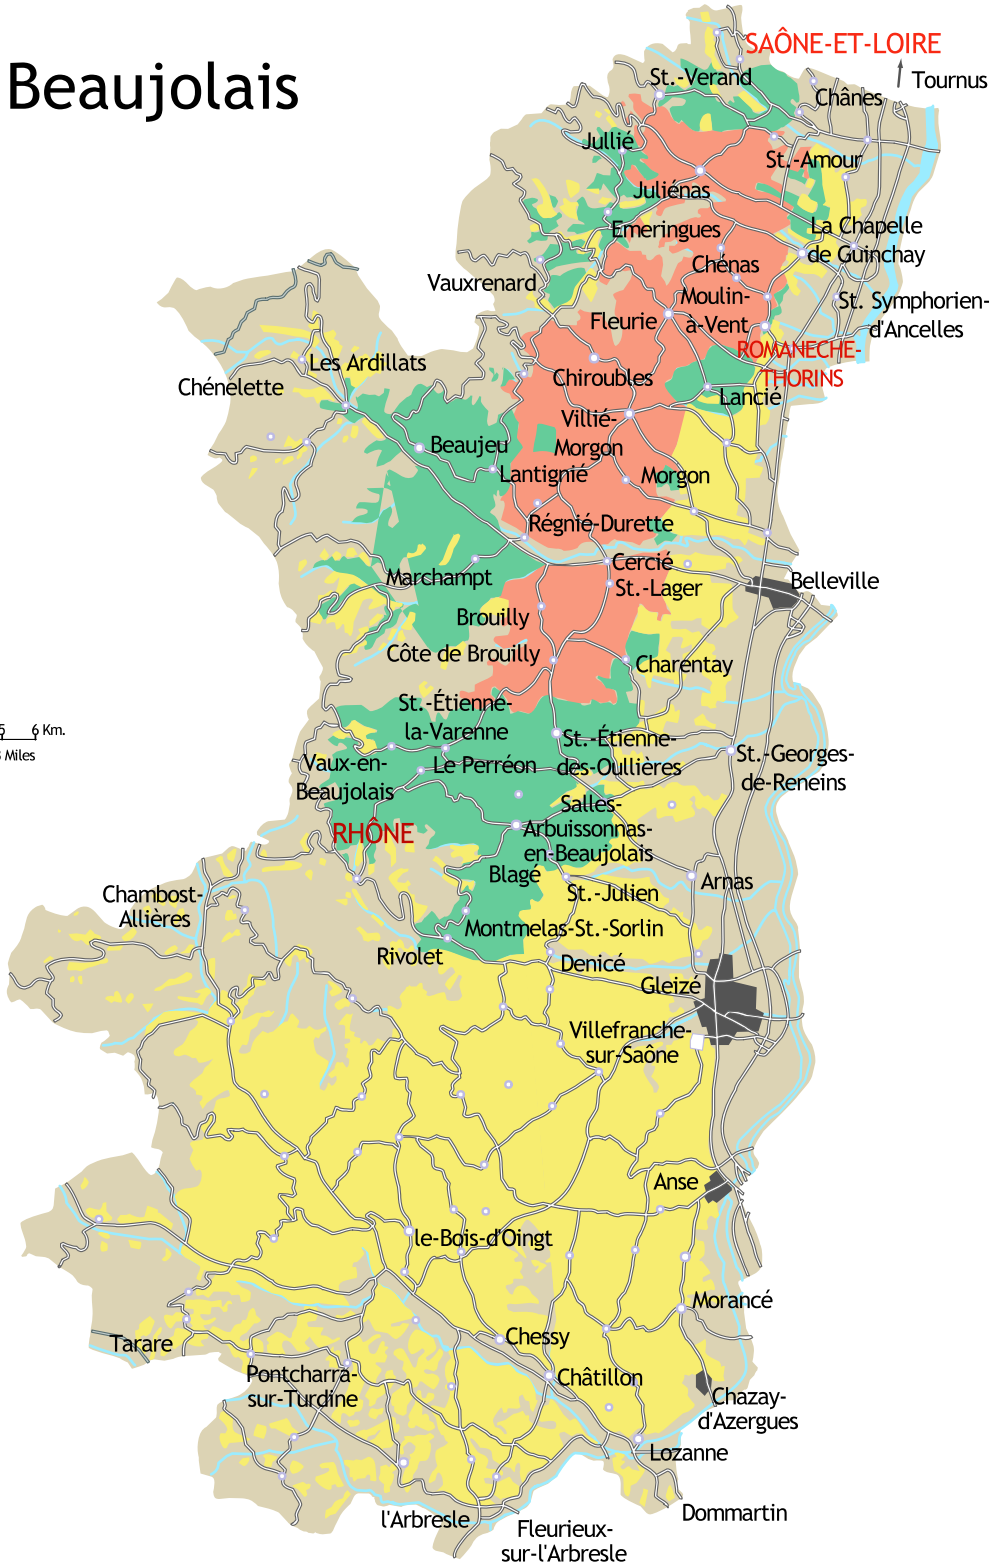 Beaujolais
SAÔNE-ET-LOIRE
Tournus
St.-Verand
Chânes
Jullié
St.-Amour
Juliénas
Emeringues
La Chapelle
de Guinchay
Chénas
Vauxrenard
Moulin-
à-Vent
St. Symphorien-
d'Ancelles
Fleurie
ROMANECHE-
THORINS
Les Ardillats
Chénelette
Chiroubles
Lancié
Villié-
Morgon
Beaujeu
Lantignié
Morgon
Régnié-Durette
Cercié
Marchampt
St.-Lager
Belleville
Brouilly
Côte de Brouilly
Charentay
St.-Étienne-
la-Varenne
5 6 Km.
Miles
St.-Étienne-
des-Oullières
St.-Georges-
de-Reneins
Vaux-en-
Beaujolais
Le Perréon
Salles-
Arbuissonnas-
en-Beaujolais
RHÔNE
Blagé
Arnas
St.-Julien
Chambost-
Allières
Montmelas-St.-Sorlin
Rivolet
Denicé
Gleizé
Villefranche-
sur-Saône
Anse
le-Bois-d'Oingt
Morancé
Tarare
Chessy
Pontcharra-
sur-Turdine
Châtillon
Chazay-
d'Azergues
Lozanne
Dommartin
l'Arbresle
Fleurieux-
sur-l'Arbresle